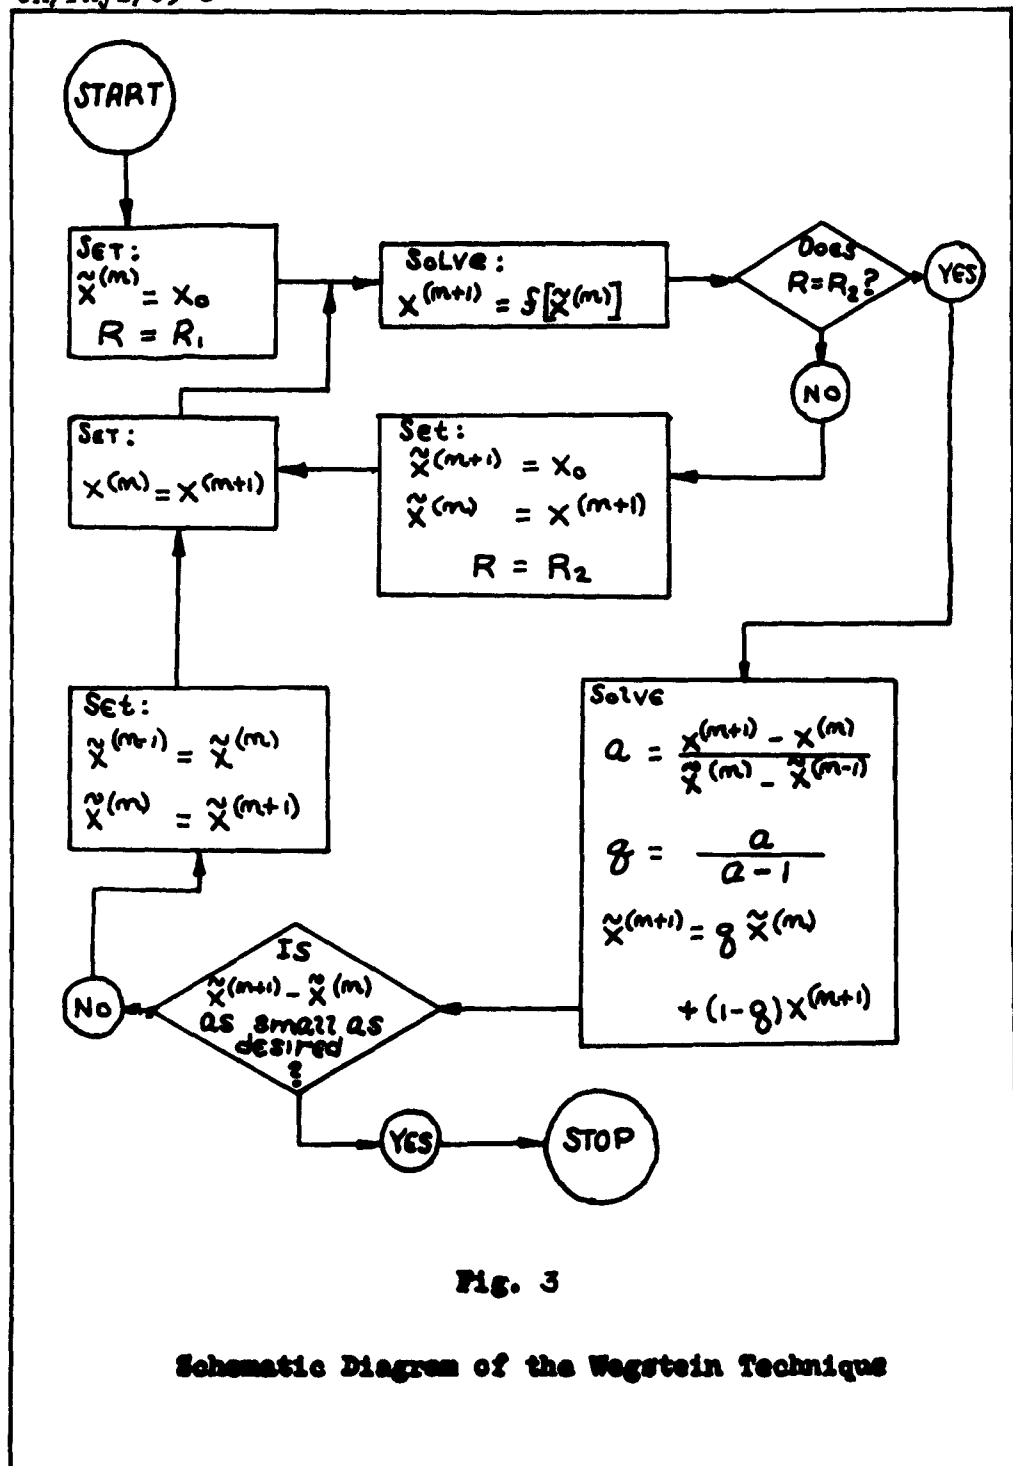 START
SET:
x̃^(m) = x₀
R = R₁
SOLVE:
x^(m+1) = f[x̃^(m)]
Does
R=R₂?
YES
NO
SET:
x^(m) = x^(m+1)
Set:
x̃^(m+1) = x₀
x̃^(m) = x^(m+1)
R = R₂
SEt:
x̃^(m-1) = x̃^(m)
x̃^(m) = x̃^(m+1)
Solve
a = (x^(m+1) - x^(m)) / (x̃^(m) - x̃^(m-1))
q = a / (a - 1)
x̃^(m+1) = q x̃^(m)
+ (1-q)x^(m+1)
IS
x̃^(m+1) - x̃^(m)
as small as
desired
?
NO
YES
STOP
Fig. 3
Schematic Diagram of the Wegstein Technique